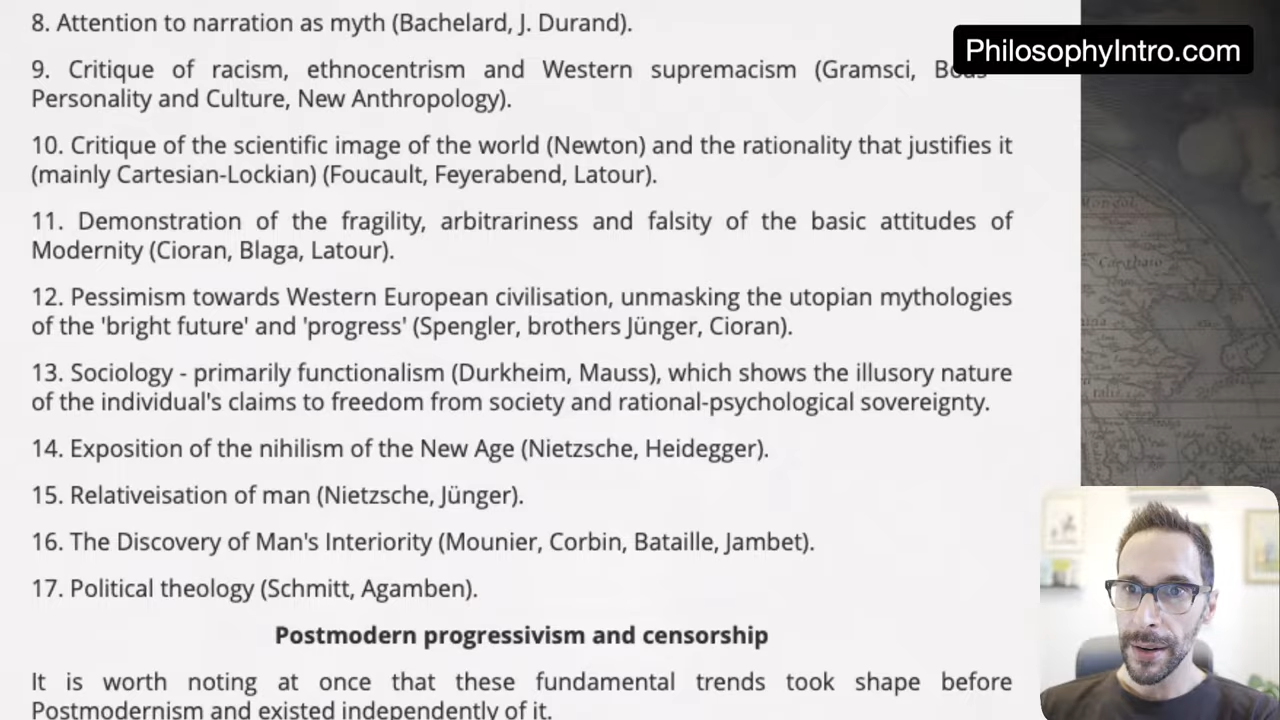 8. Attention to narration as myth (Bachelard, J. Durand).
PhilosophyIntro.com
9. Critique of racism, ethnocentrism and Western supremacism (Gramsci,
Personality and Culture, New Anthropology).
10. Critique of the scientific image of the world (Newton) and the rationality that justifies it
(mainly Cartesian-Lockian) (Foucault, Feyerabend, Latour).
11. Demonstration of the fragility, arbitrariness and falsity of the basic attitudes of
Modernity (Cioran, Blaga, Latour).
12. Pessimism towards Western European civilisation, unmasking the utopian mythologies
of the 'bright future' and 'progress' (Spengler, brothers Jünger, Cioran).
13. Sociology - primarily functionalism (Durkheim, Mauss), which shows the illusory nature
of the individual's claims to freedom from society and rational-psychological sovereignty.
14. Exposition of the nihilism of the New Age (Nietzsche, Heidegger).
15. Relativeisation of man (Nietzsche, Jünger).
16. The Discovery of Man's Interiority (Mounier, Corbin, Bataille, Jambet).
17. Political theology (Schmitt, Agamben).
Postmodern progressivism and censorship
It is worth noting at once that these fundamental trends took shape before
Postmodernism and existed independently of it.